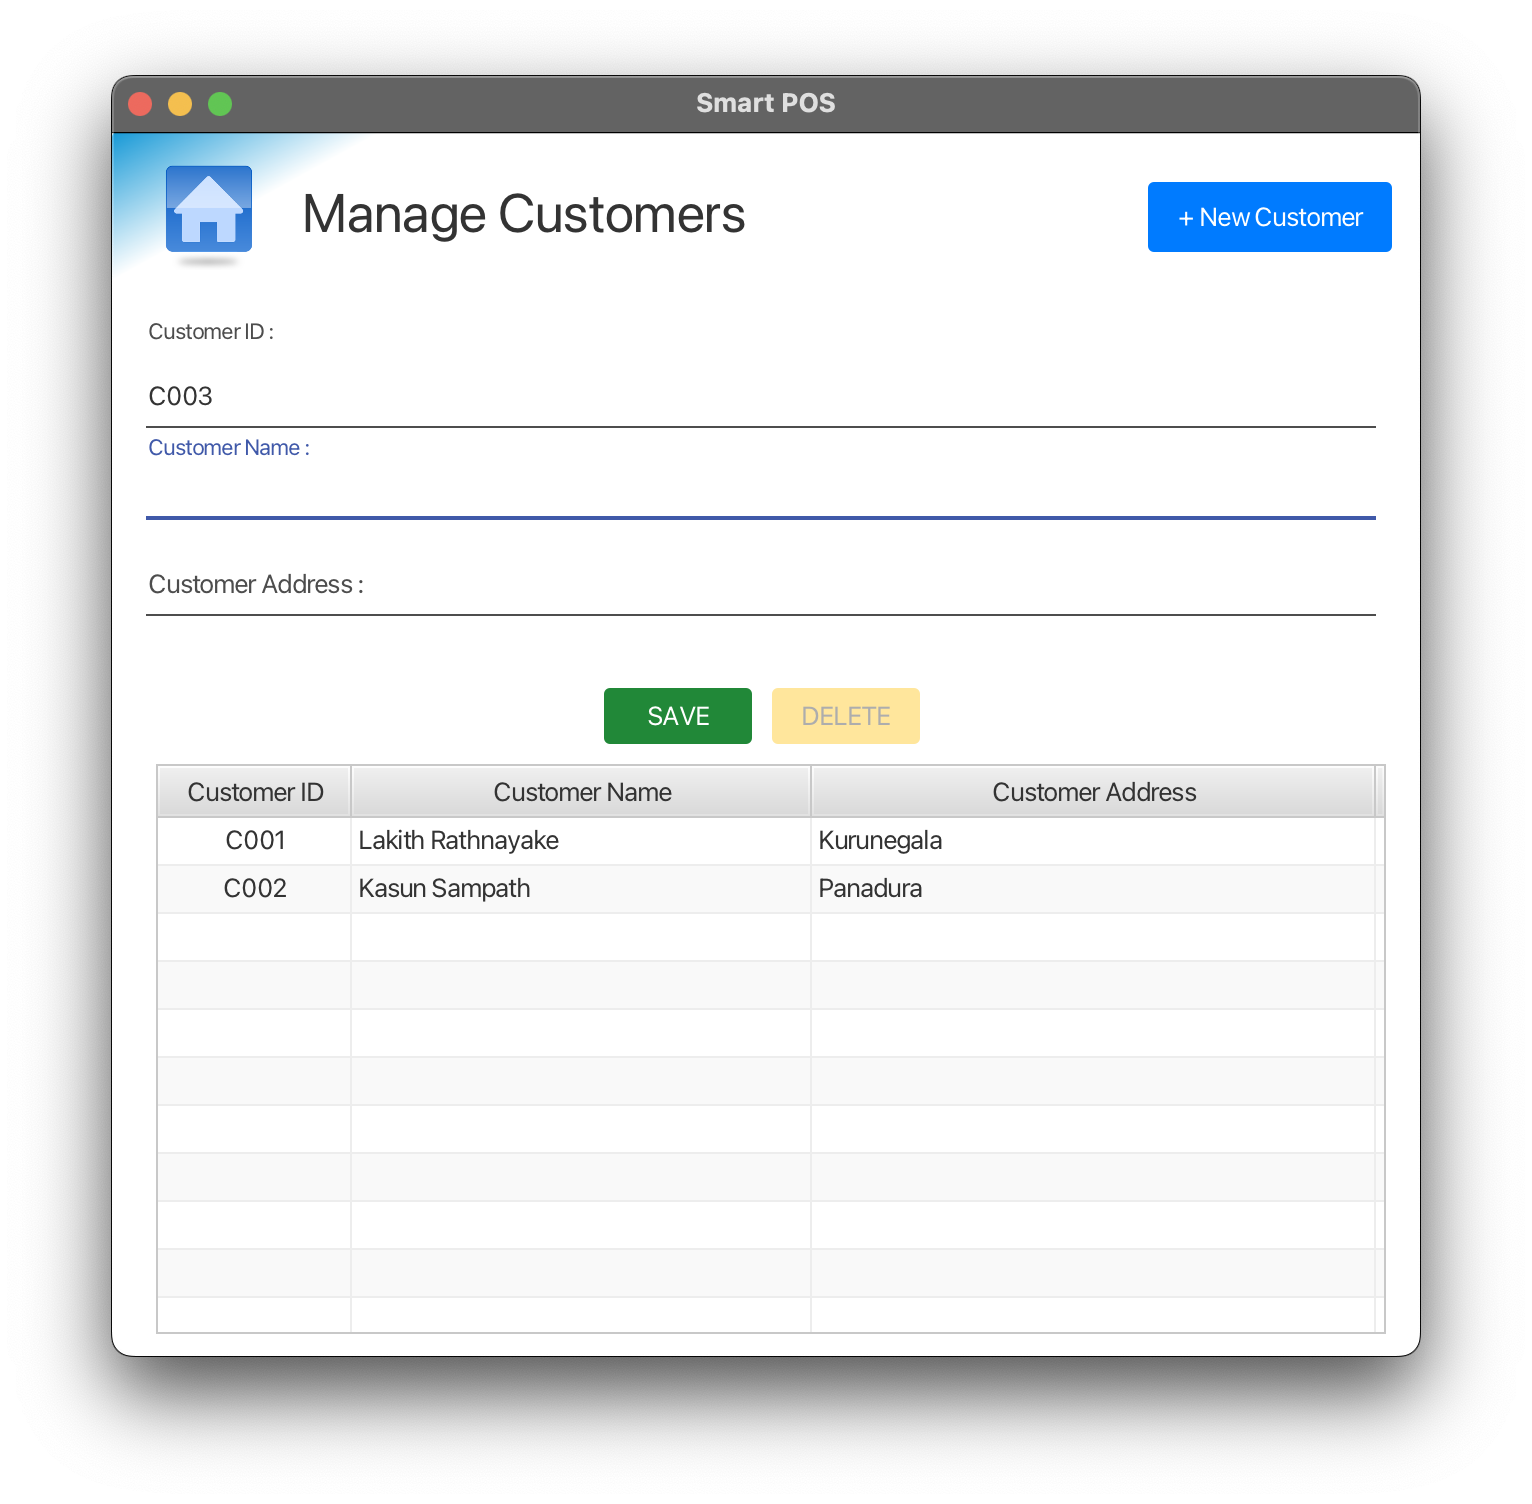 Smart POS
Manage Customers
+ New Customer
Customer ID :
C003
Customer Name :
Customer Address :
SAVE DELETE
Customer ID Customer Name Customer Address
C001 Lakith Rathnayake Kurunegala
C002 Kasun Sampath Panadura